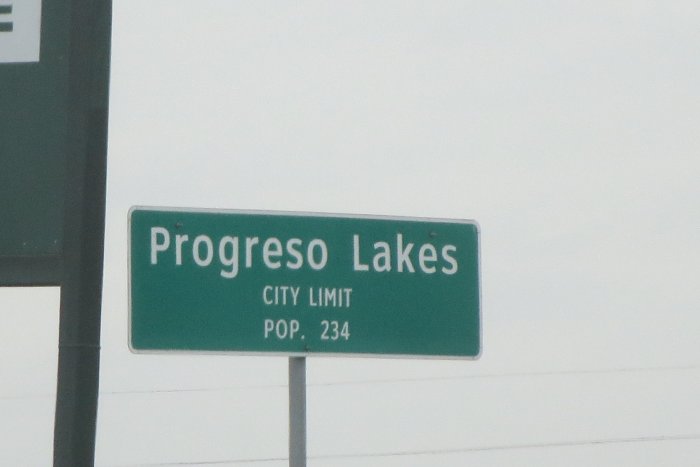 Progreso Lakes
CITY LIMIT
POP. 234